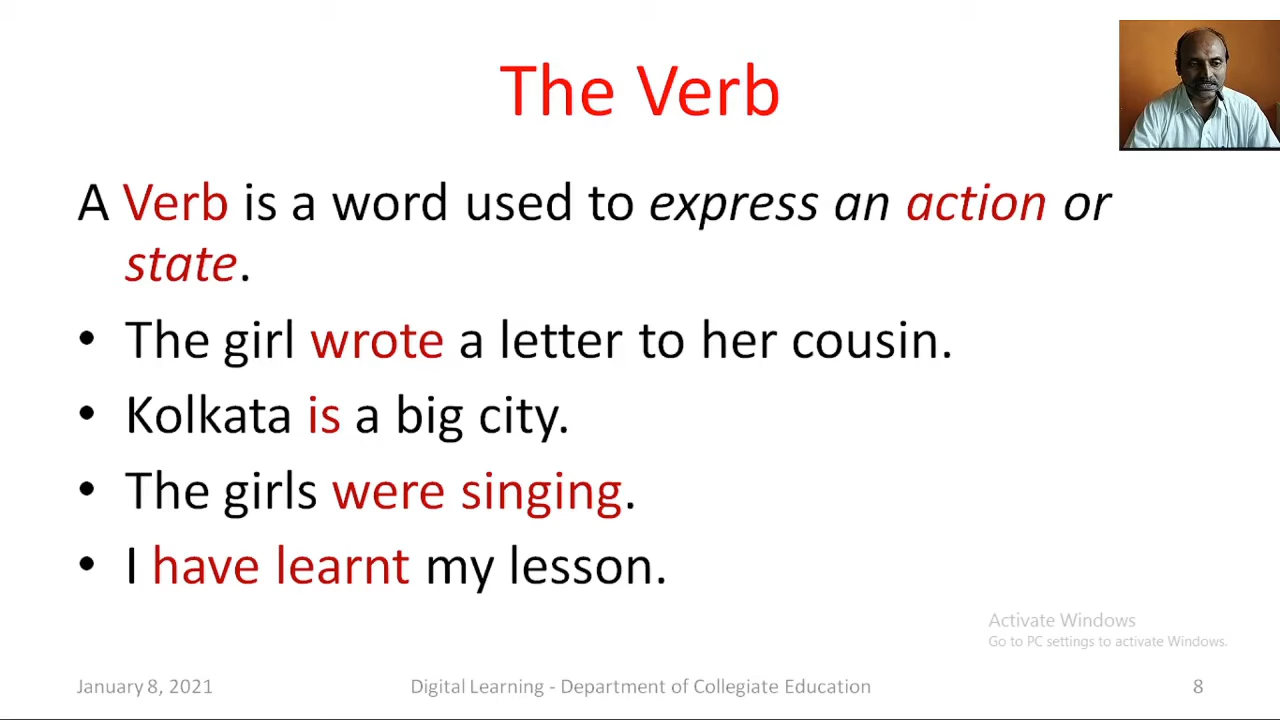 The Verb
A Verb is a word used to express an action or
state.
• The girl wrote a letter to her cousin.
• Kolkata is a big city.
• The girls were singing.
• I have learnt my lesson.
Activate Windows
Go to PC settings to activate Windows.
January 8, 2021
Digital Learning - Department of Collegiate Education
8